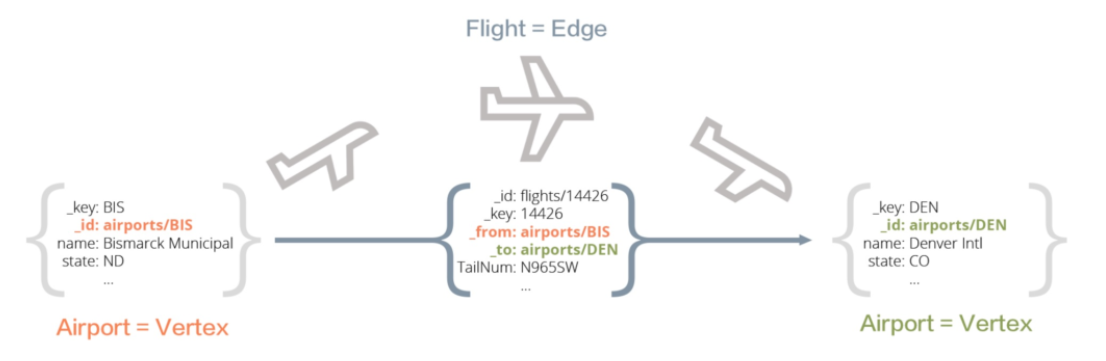 Flight = Edge
_key: BIS
_id: airports/BIS
name: Bismarck Municipal
state: ND
...
Airport = Vertex
_id: flights/14426
_key: 14426
_from: airports/BIS
_to: airports/DEN
TailNum: N965SW
...
_key: DEN
_id: airports/DEN
name: Denver Intl
state: CO
...
Airport = Vertex